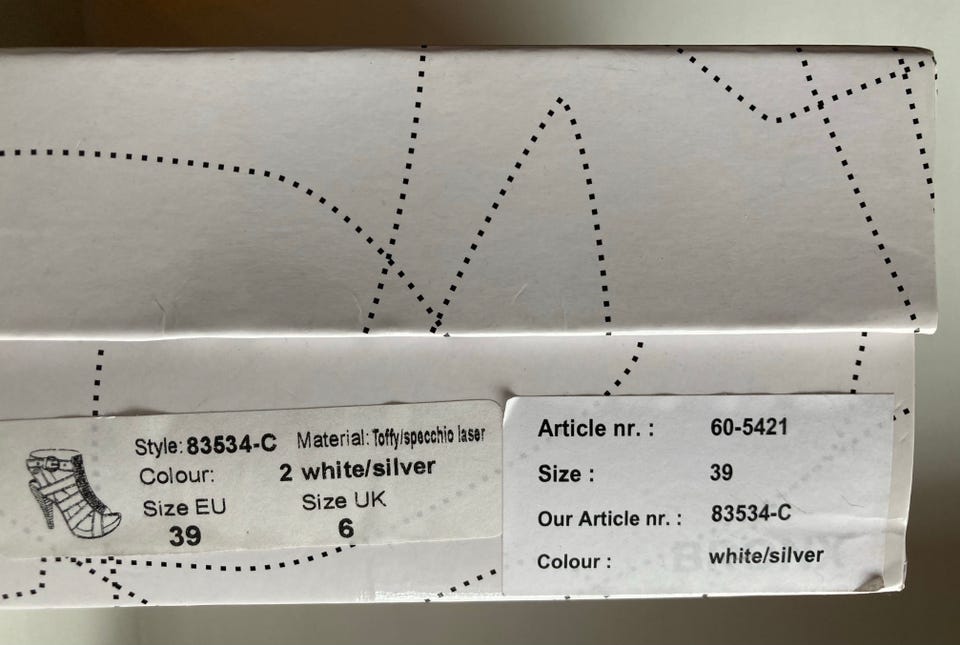 Style: 83534-C Material: Toffy/specchio laser
Colour: 2 white/silver
Size EU Size UK
39 6
Article nr. : 60-5421
Size : 39
Our Article nr. : 83534-C
Colour : white/silver